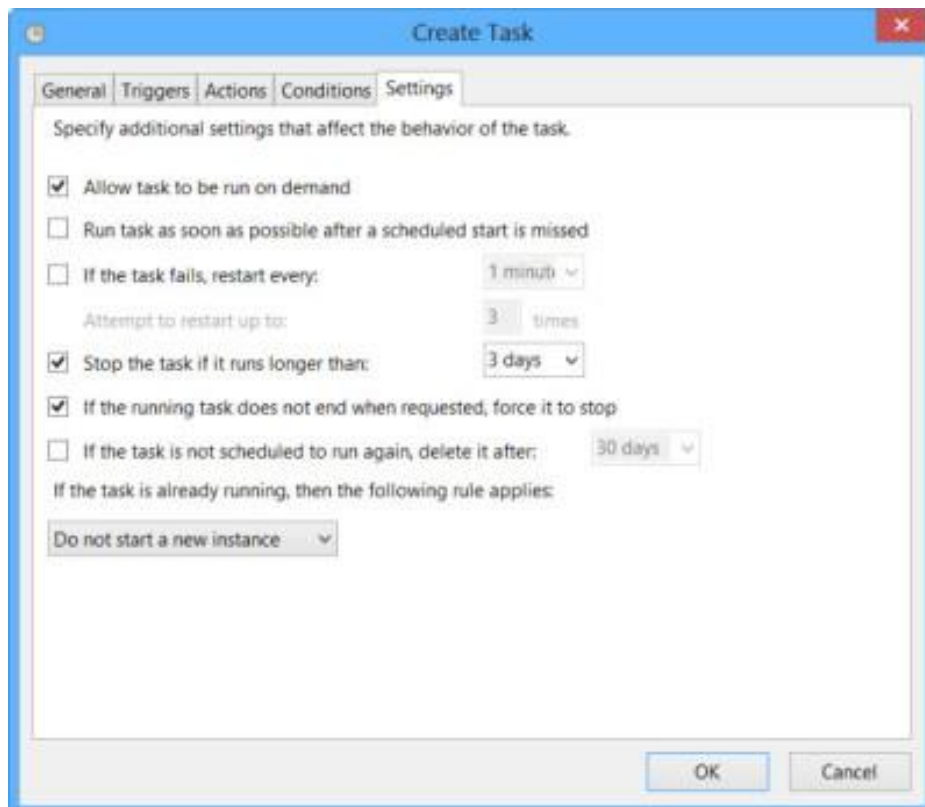 Create Task
General Triggers Actions Conditions Settings
Specify additional settings that affect the behavior of the task.
Allow task to be run on demand
Run task as soon as possible after a scheduled start is missed
If the task fails, restart every: 1 minut
Attempt to restart up to: 3 times
Stop the task if it runs longer than: 3 days
If the running task does not end when requested, force it to stop
If the task is not scheduled to run again, delete it after: 30 days
If the task is already running, then the following rule applies:
Do not start a new instance
OK Cancel